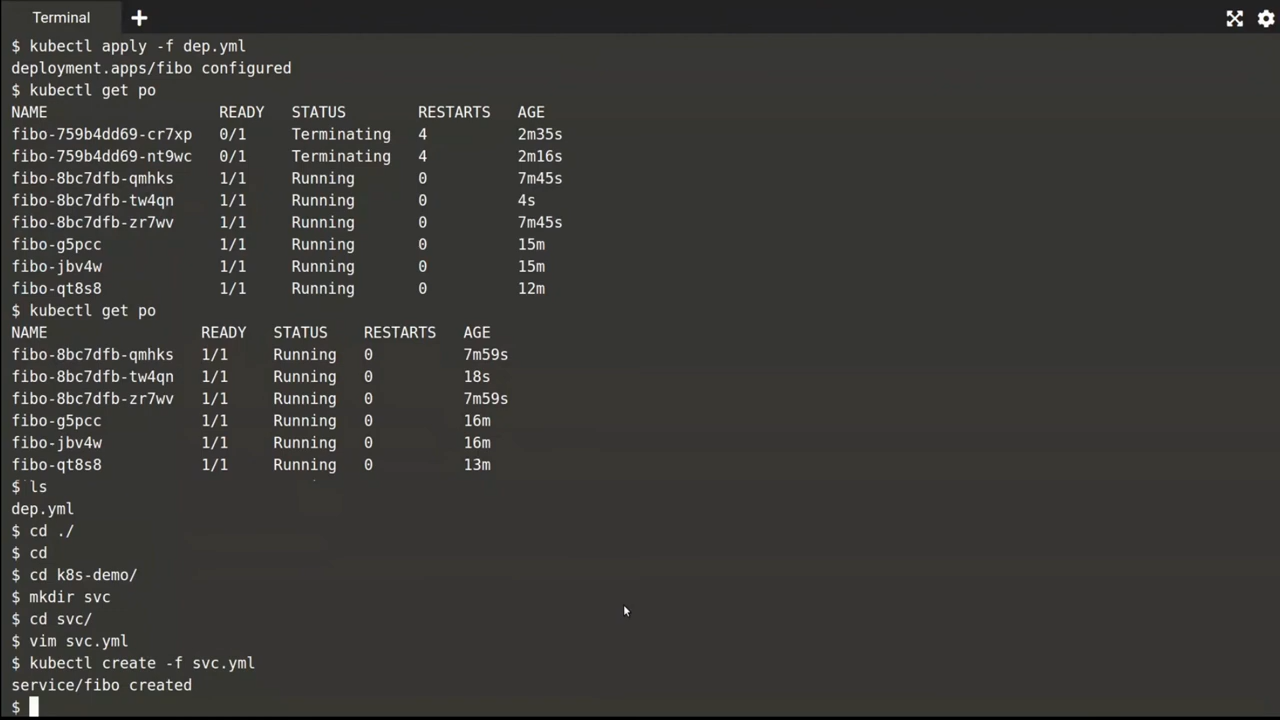 Terminal
$ kubectl apply -f dep.yml
deployment.apps/fibo configured
$ kubectl get po
NAME READY STATUS RESTARTS AGE
fibo-759b4dd69-cr7xp 0/1 Terminating 4 2m35s
fibo-759b4dd69-nt9wc 0/1 Terminating 4 2m16s
fibo-8bc7dfb-qmhks 1/1 Running 0 7m45s
fibo-8bc7dfb-tw4qn 1/1 Running 0 4s
fibo-8bc7dfb-zr7wv 1/1 Running 0 7m45s
fibo-g5pcc 1/1 Running 0 15m
fibo-jbv4w 1/1 Running 0 15m
fibo-qt8s8 1/1 Running 0 12m
$ kubectl get po
NAME READY STATUS RESTARTS AGE
fibo-8bc7dfb-qmhks 1/1 Running 0 7m59s
fibo-8bc7dfb-tw4qn 1/1 Running 0 18s
fibo-8bc7dfb-zr7wv 1/1 Running 0 7m59s
fibo-g5pcc 1/1 Running 0 16m
fibo-jbv4w 1/1 Running 0 16m
fibo-qt8s8 1/1 Running 0 13m
$ ls
dep.yml
$ cd ./
$ cd
$ cd k8s-demo/
$ mkdir svc
$ cd svc/
$ vim svc.yml
$ kubectl create -f svc.yml
service/fibo created
$